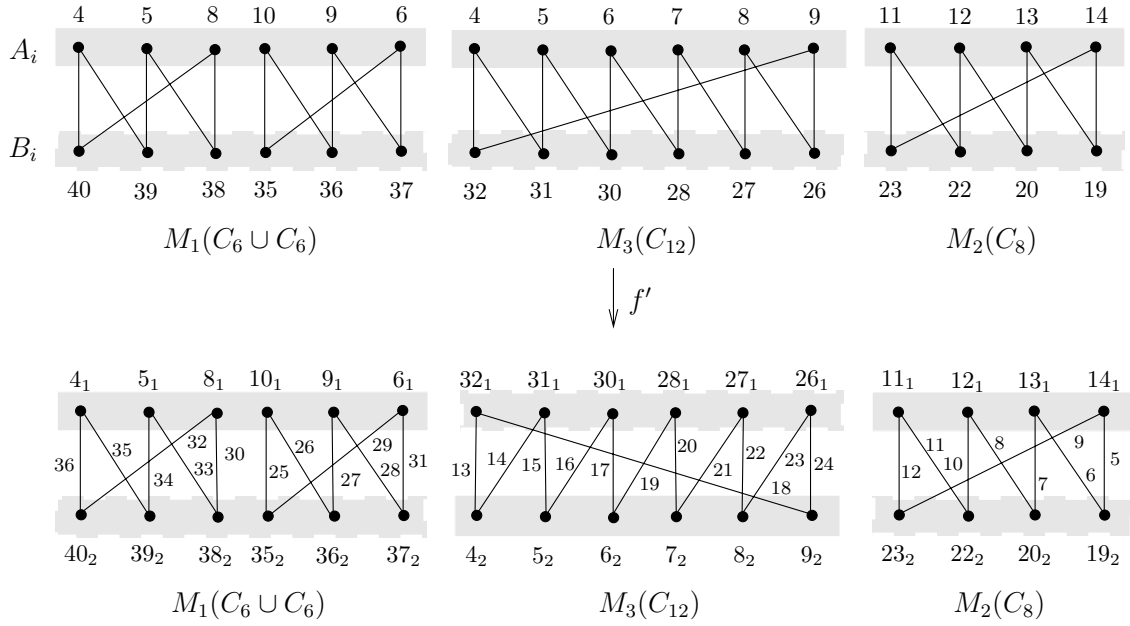 4 5 8 10 9 6 4 5 6 7 8 9 11 12 13 14
A_i
B_i
40 39 38 35 36 37 32 31 30 28 27 26 23 22 20 19
M_1(C_6 ∪ C_6) M_3(C_{12}) M_2(C_8)
f′
4_1 5_1 8_1 10_1 9_1 6_1 32_1 31_1 30_1 28_1 27_1 26_1 11_1 12_1 13_1 14_1
36 35 34 32 33 30 25 26 27 29 28 31 13 14 15 16 17 19 20 21 22 18 23 24 12 11 10 8 7 9 6 5
40_2 39_2 38_2 35_2 36_2 37_2 4_2 5_2 6_2 7_2 8_2 9_2 23_2 22_2 20_2 19_2
M_1(C_6 ∪ C_6) M_3(C_{12}) M_2(C_8)